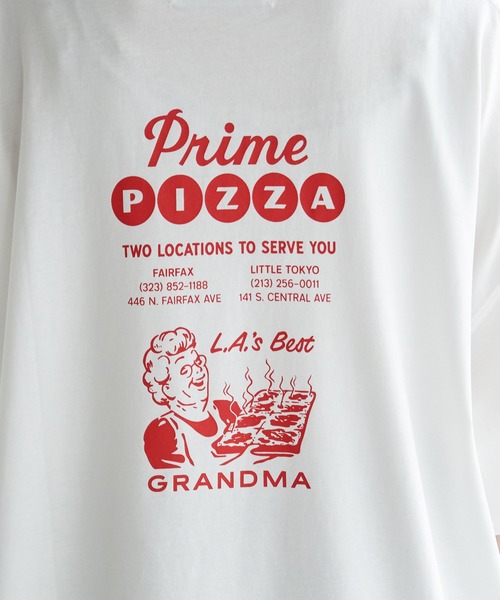 Prime
PIZZA
TWO LOCATIONS TO SERVE YOU
FAIRFAX
(323) 852-1188
446 N. FAIRFAX AVE
LITTLE TOKYO
(213) 256-0011
141 S. CENTRAL AVE
L.A.'s Best
GRANDMA